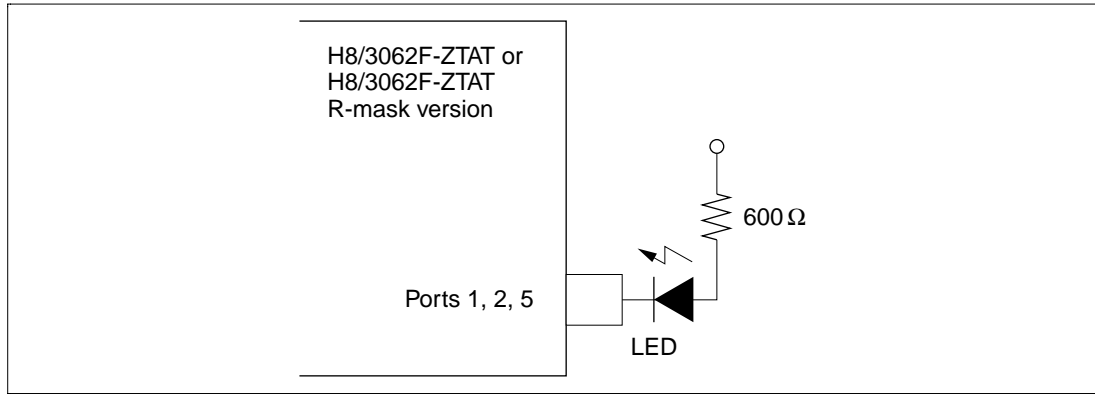 H8/3062F-ZTAT or
H8/3062F-ZTAT
R-mask version
600 Ω
Ports 1, 2, 5
LED